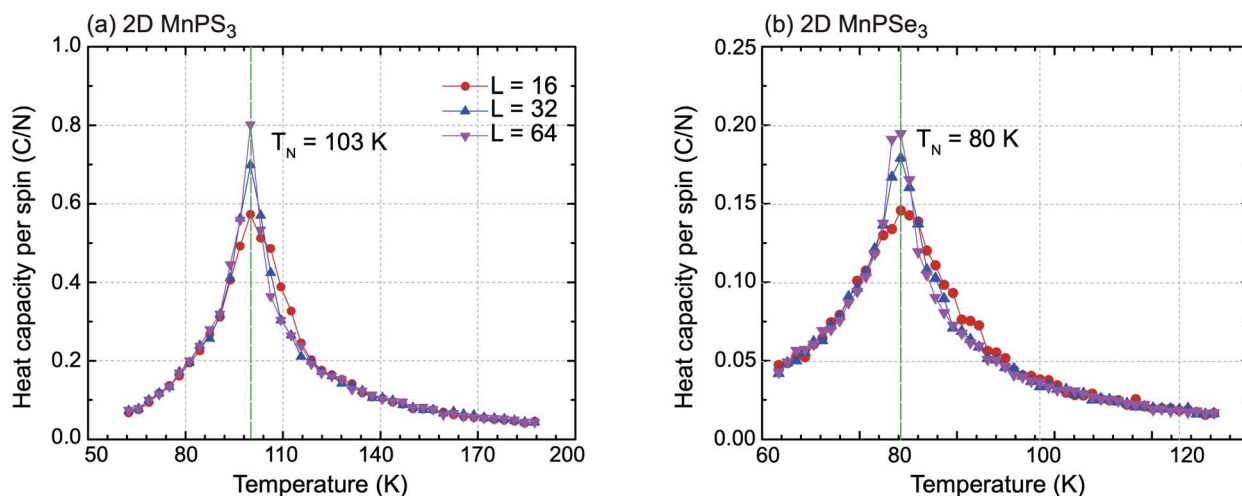 (a) 2D MnPS₃
Heat capacity per spin (C/N)
1.0
0.8
0.6
0.4
0.2
0.0
L = 16
L = 32
L = 64
T_N = 103 K
50 80 110 140 170 200
Temperature (K)
(b) 2D MnPSe₃
Heat capacity per spin (C/N)
0.25
0.20
0.15
0.10
0.05
0.00
T_N = 80 K
60 80 100 120
Temperature (K)